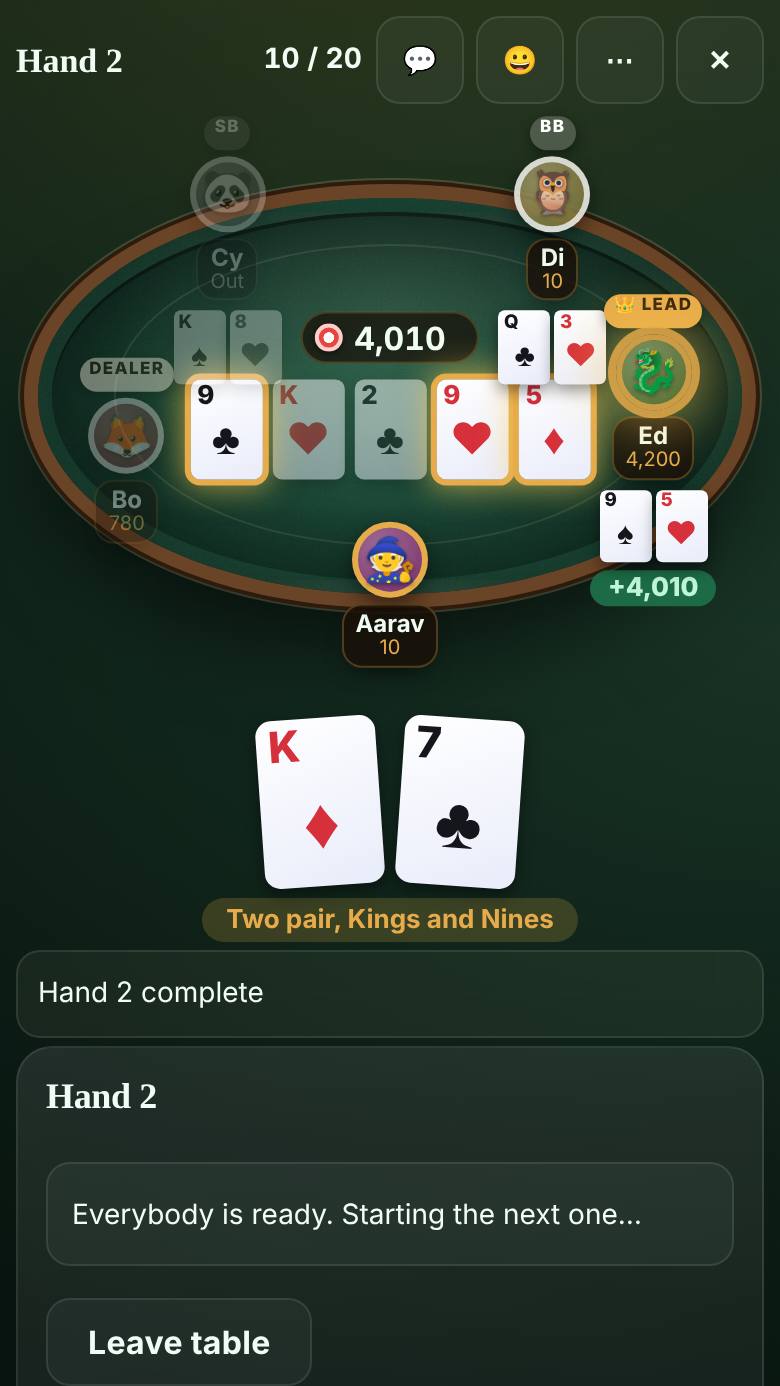 Hand 2
10 / 20
SB
BB
Cy
Out
Di
10
👑 LEAD
K
8
4,010
Q
3
DEALER
9
K
2
9
5
Ed
4,200
Bo
780
9
5
+4,010
Aarav
10
K
7
Two pair, Kings and Nines
Hand 2 complete
Hand 2
Everybody is ready. Starting the next one...
Leave table